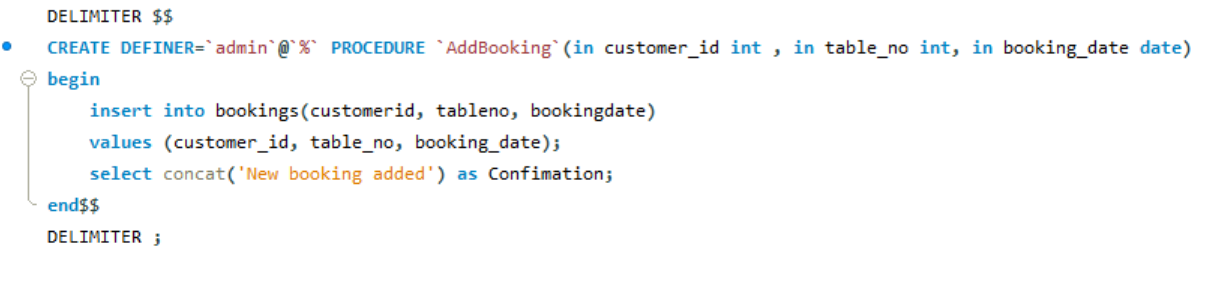 DELIMITER $$
CREATE DEFINER=`admin`@`%` PROCEDURE `AddBooking`(in customer_id int , in table_no int, in booking_date date)
begin
insert into bookings(customerid, tableno, bookingdate)
values (customer_id, table_no, booking_date);
select concat('New booking added') as Confimation;
end$$
DELIMITER ;